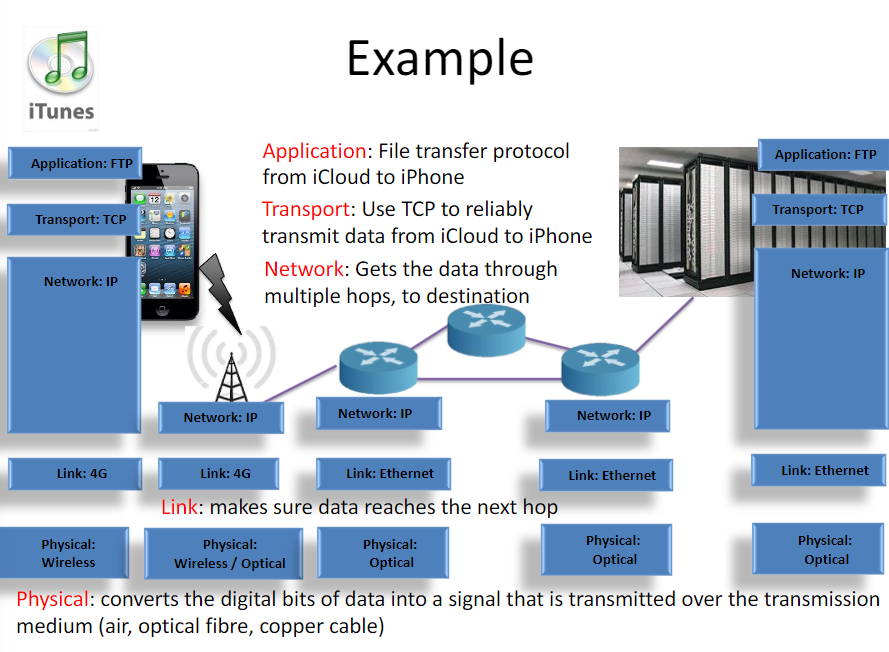 Example
iTunes
Application: File transfer protocol
from iCloud to iPhone
Transport: Use TCP to reliably
transmit data from iCloud to iPhone
Network: Gets the data through
multiple hops, to destination
Application: FTP
Transport: TCP
Network: IP
Application: FTP
Transport: TCP
Network: IP
Network: IP
Network: IP
Network: IP
Link: 4G
Link: 4G
Link: Ethernet
Link: Ethernet
Link: Ethernet
Link: makes sure data reaches the next hop
Physical:
Wireless
Physical:
Wireless / Optical
Physical:
Optical
Physical:
Optical
Physical:
Optical
Physical: converts the digital bits of data into a signal that is transmitted over the transmission
medium (air, optical fibre, copper cable)